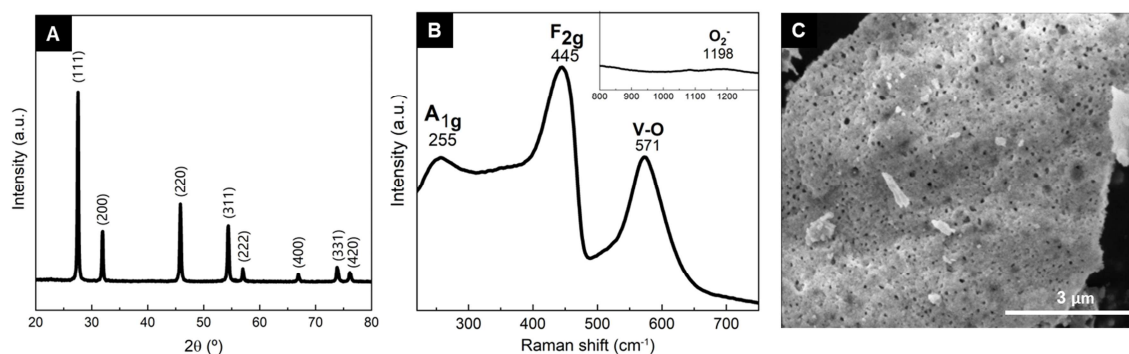 A
(111)
(200)
(220)
(311)
(222)
(400)
(331)
(420)
Intensity (a.u.)
20 30 40 50 60 70 80
2θ (º)
B
A1g
255
F2g
445
V-O
571
O2-
1198
800 900 1000 1100 1200
Intensity (a.u.)
300 400 500 600 700
Raman shift (cm-1)
C
3 µm